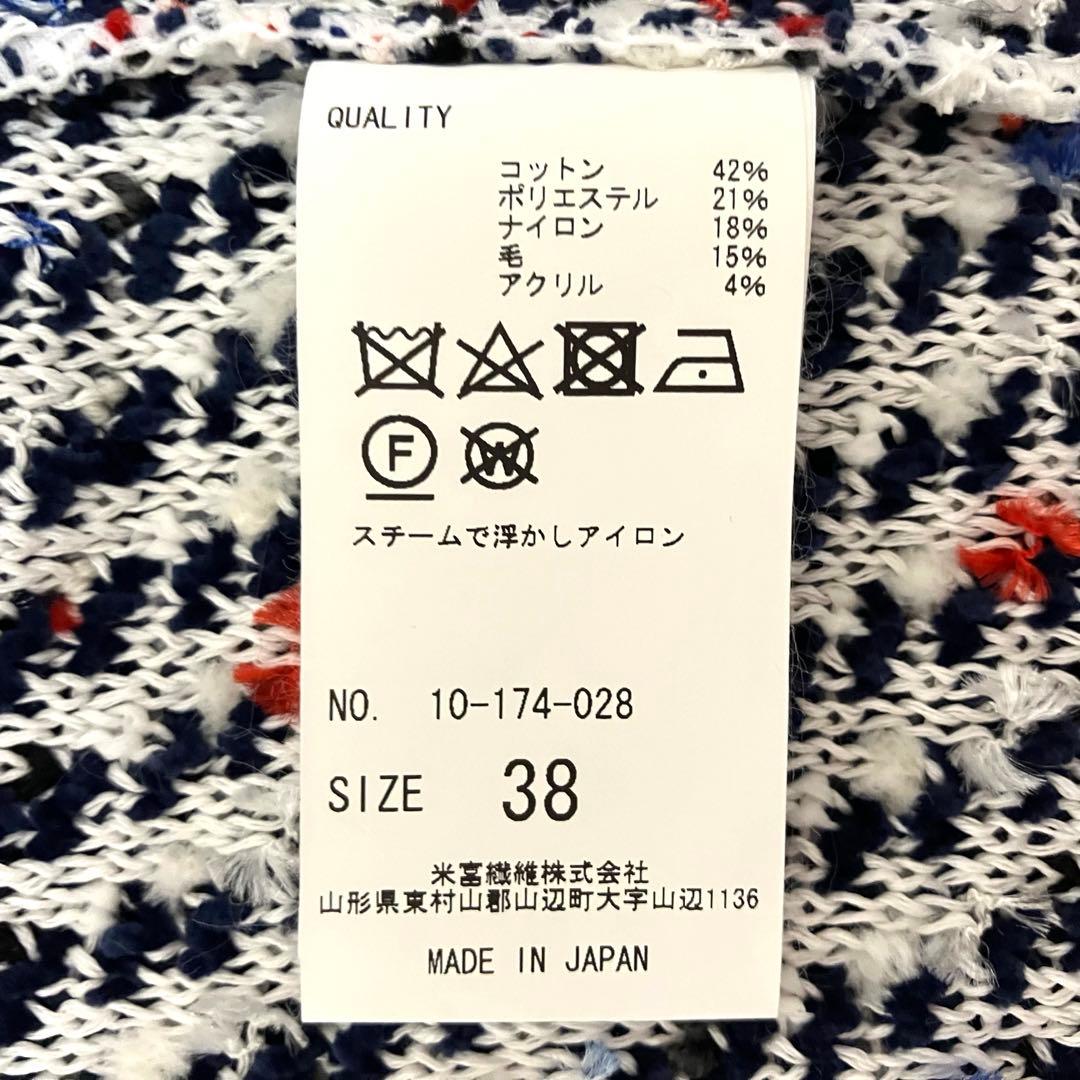 QUALITY
コットン 42%
ポリエステル 21%
ナイロン 18%
毛 15%
アクリル 4%
F W
スチームで浮かしアイロン
NO. 10-174-028
SIZE 38
米富繊維株式会社
山形県東村山郡山辺町大字山辺1136
MADE IN JAPAN